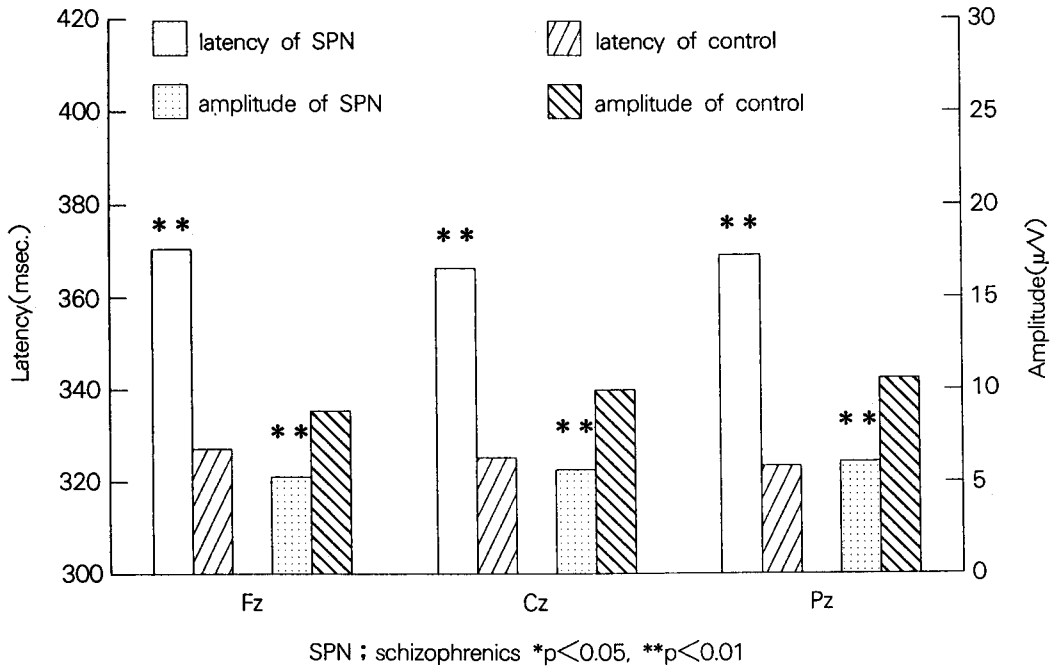 420
400
380
360
340
320
300
Latency(msec.)
latency of SPN
latency of control
amplitude of SPN
amplitude of control
30
25
20
15
10
5
0
Amplitude(μ/V)
** ** **
** ** **
Fz Cz Pz
SPN ; schizophrenics *p<0.05, **p<0.01